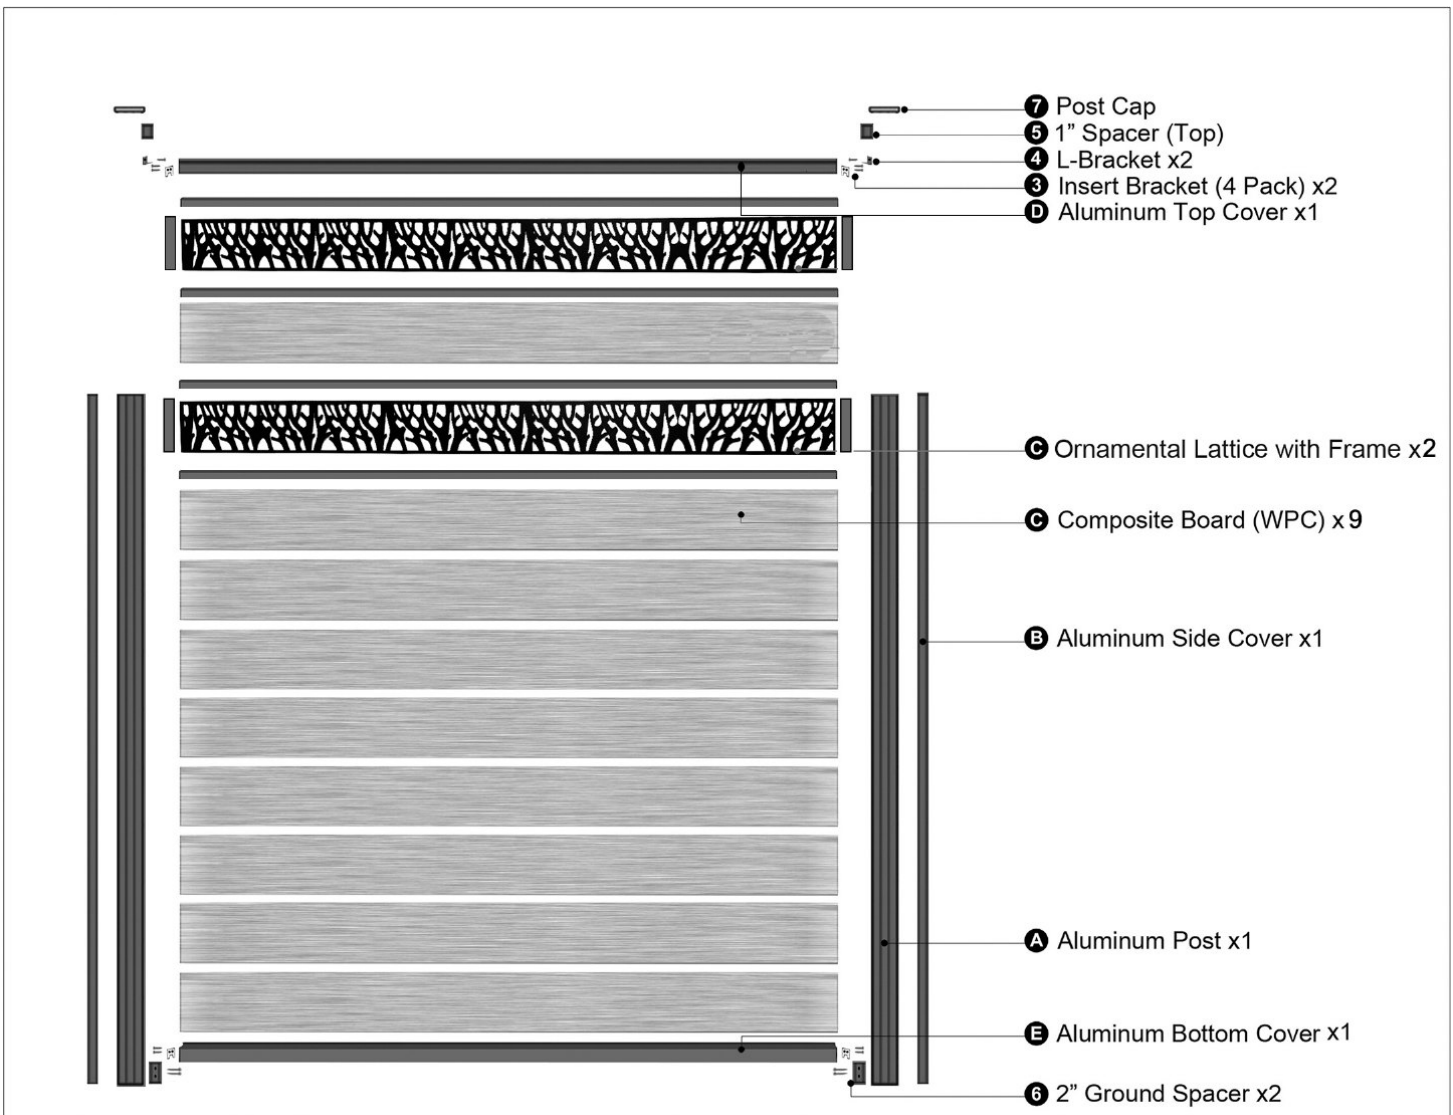 7 Post Cap
5 1” Spacer (Top)
4 L-Bracket x2
3 Insert Bracket (4 Pack) x2
D Aluminum Top Cover x1
C Ornamental Lattice with Frame x2
C Composite Board (WPC) x9
B Aluminum Side Cover x1
A Aluminum Post x1
E Aluminum Bottom Cover x1
6 2” Ground Spacer x2